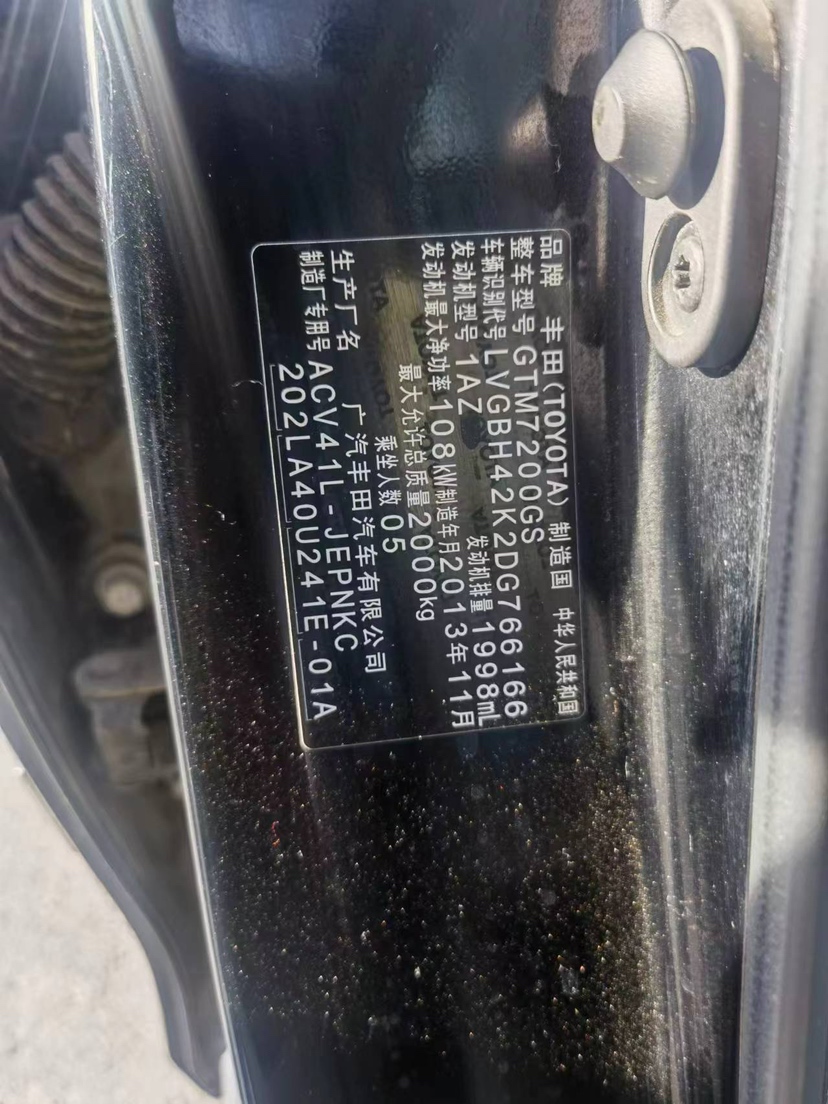 品牌 丰田(TOYOTA) 制造国 中华人民共和国
整车型号 GTM7200GS
车辆识别代号 LVGBH42K2DG766166
发动机型号 1AZ 发动机排量 1998mL
发动机最大净功率 108kW 制造年月 2013年11月
最大允许总质量 2000kg
乘坐人数 05
生产厂名 广汽丰田汽车有限公司
制造厂专用号 ACV41L-JEPNKC
202LA40U241E-01A